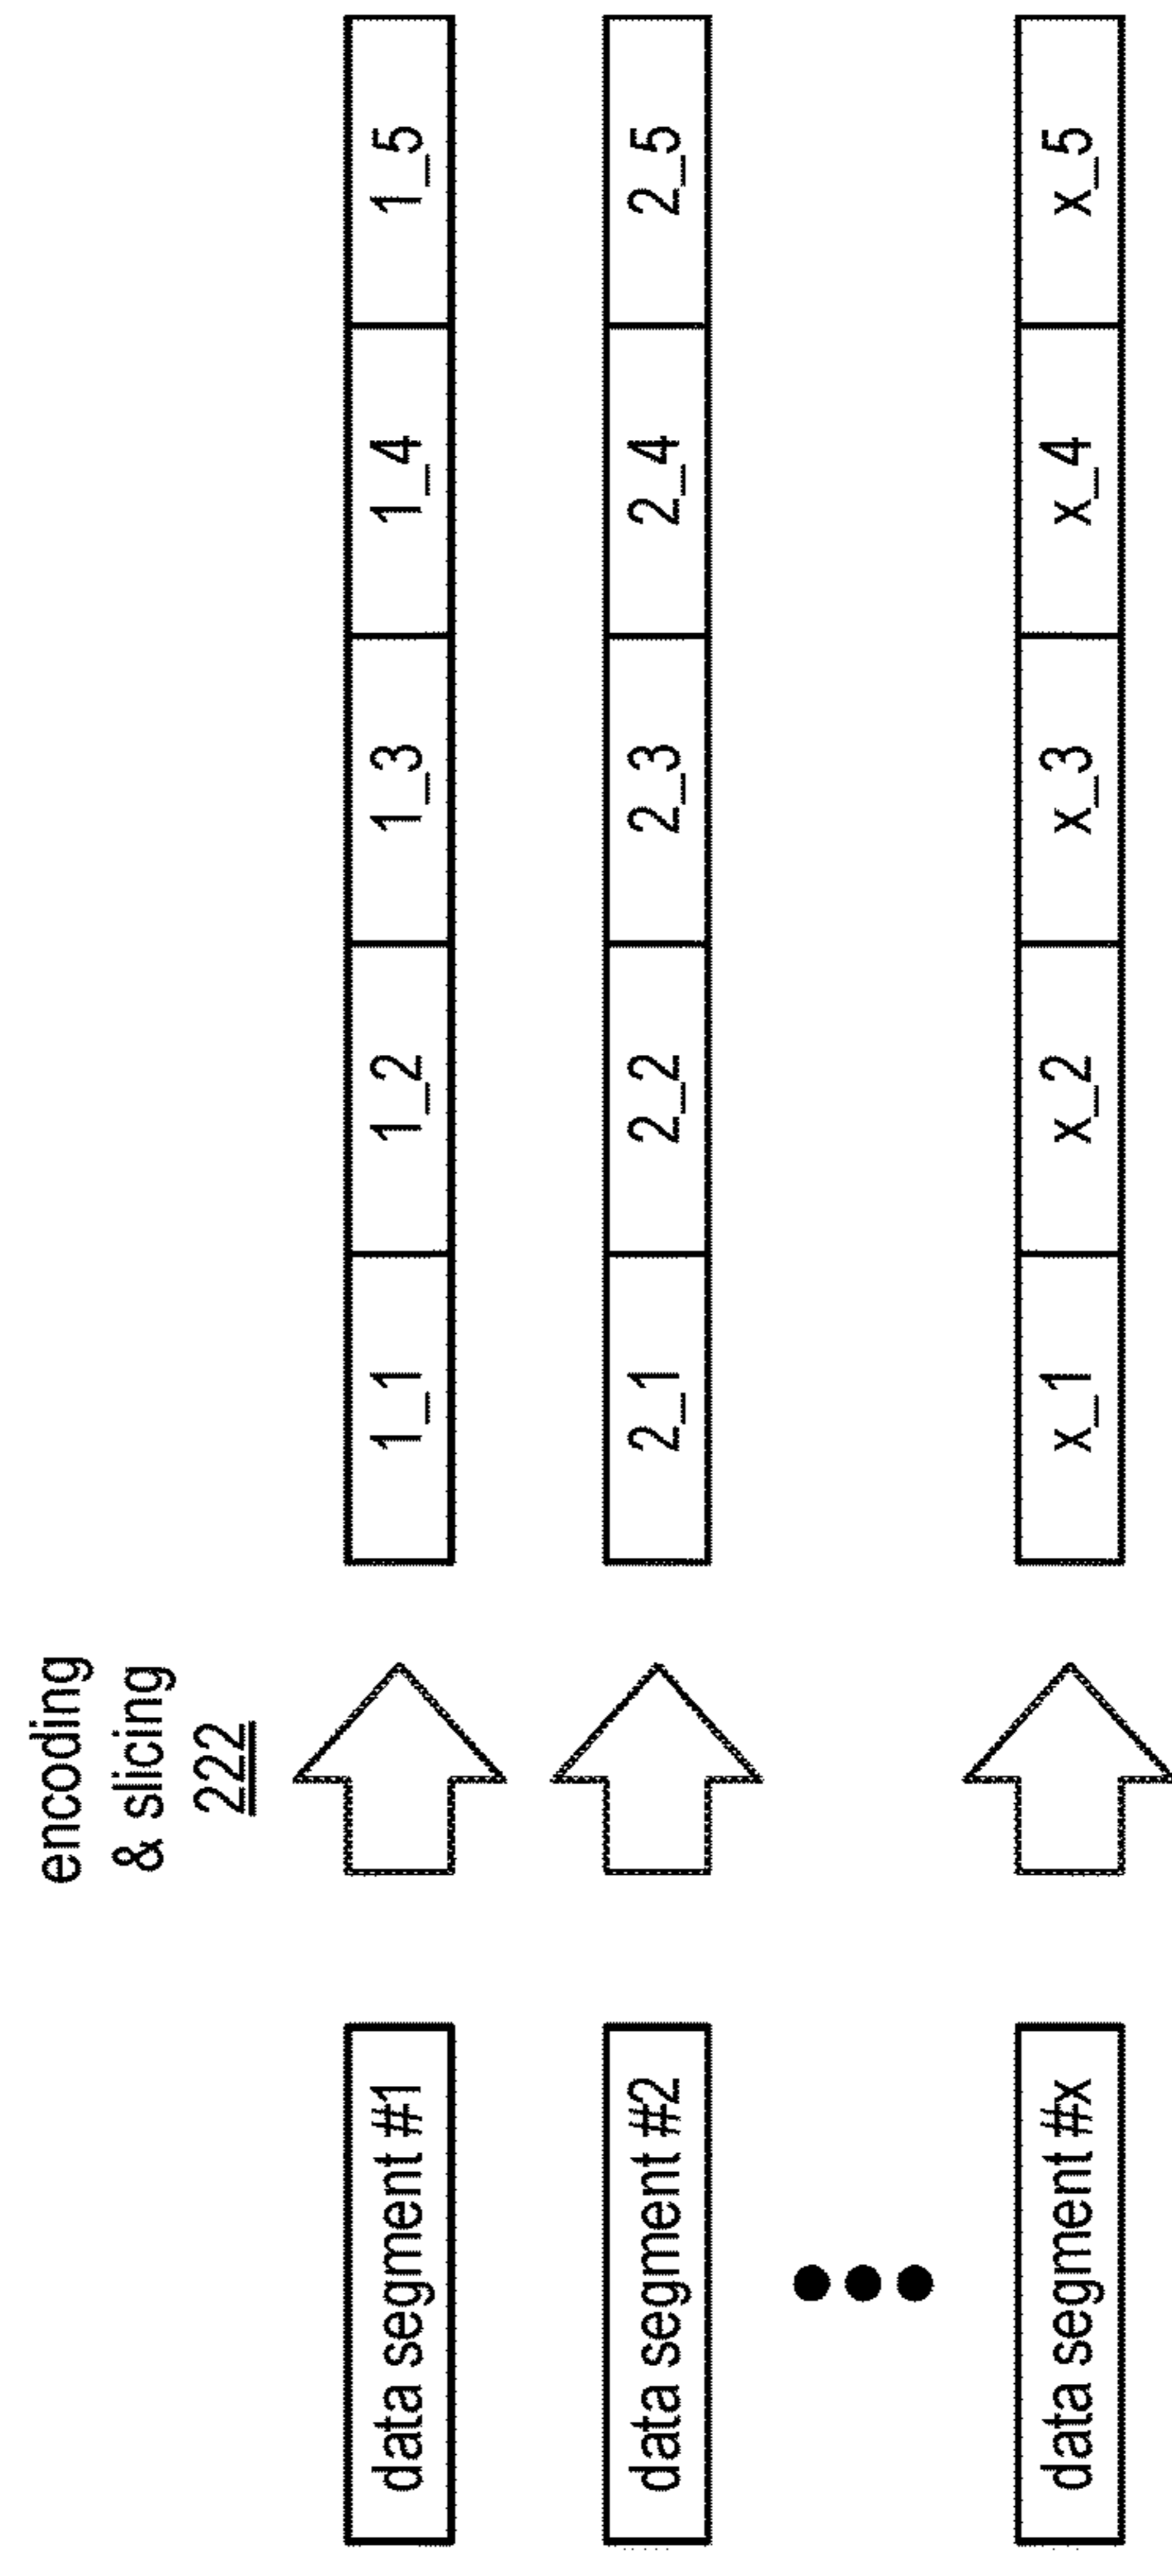 encoding
& slicing
222
data segment #1
1_1 1_2 1_3 1_4 1_5
data segment #2
2_1 2_2 2_3 2_4 2_5
data segment #x
x_1 x_2 x_3 x_4 x_5